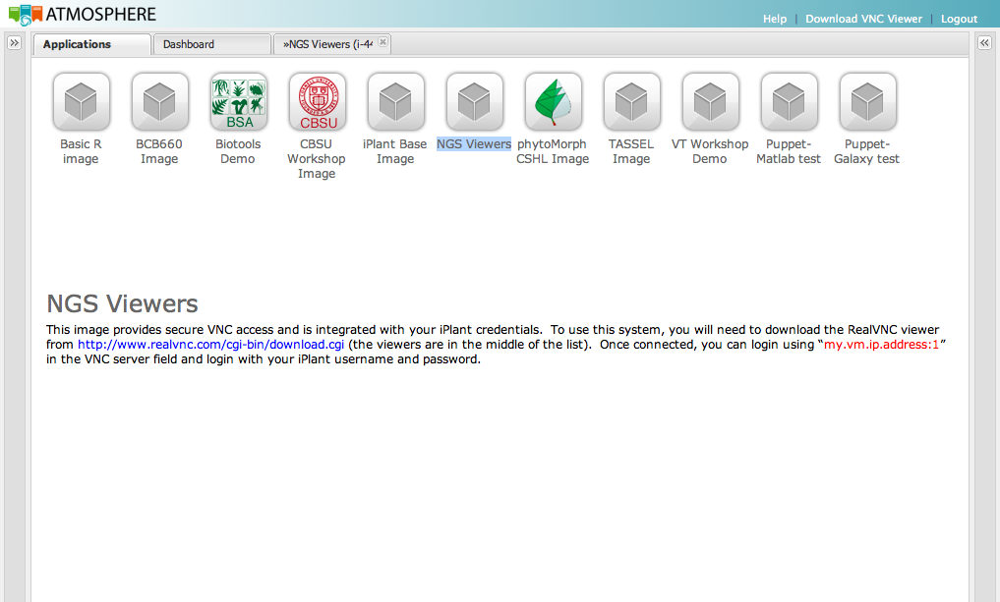 ATMOSPHERE
Help | Download VNC Viewer | Logout
Applications
Dashboard
»NGS Viewers (i-44
BSA
CBSU
Basic R
image
BCB660
Image
Biotools
Demo
CBSU
Workshop
Image
iPlant Base
Image
NGS Viewers
phytoMorph
CSHL Image
TASSEL
Image
VT Workshop
Demo
Puppet-
Matlab test
Puppet-
Galaxy test
NGS Viewers
This image provides secure VNC access and is integrated with your iPlant credentials. To use this system, you will need to download the RealVNC viewer
from http://www.realvnc.com/cgi-bin/download.cgi (the viewers are in the middle of the list). Once connected, you can login using “my.vm.ip.address:1”
in the VNC server field and login with your iPlant username and password.